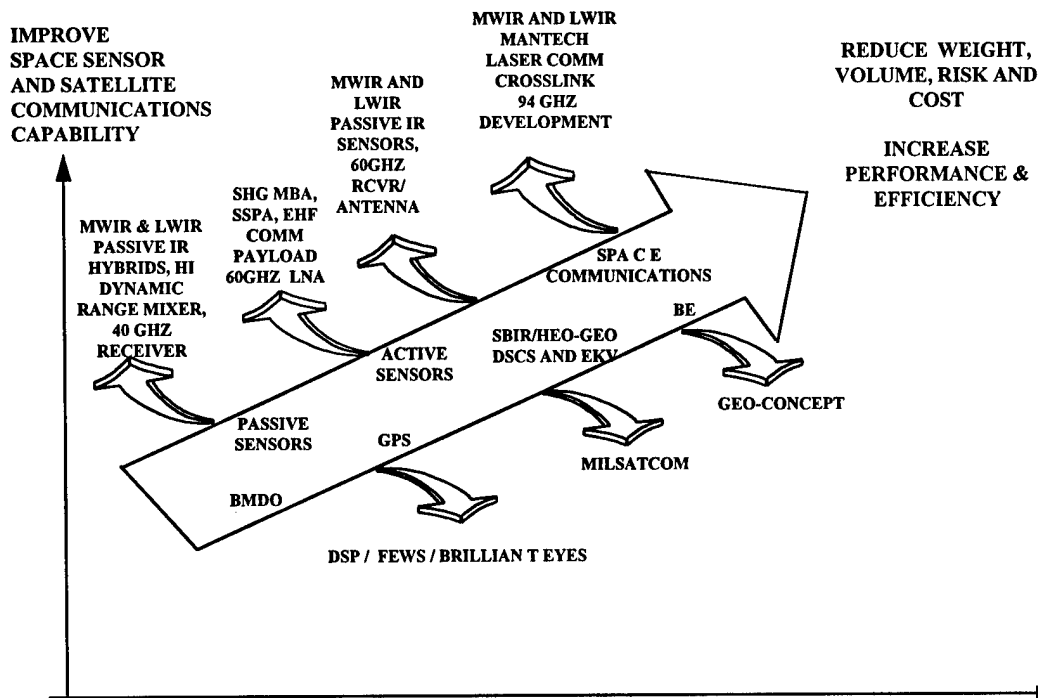 IMPROVE
SPACE SENSOR
AND SATELLITE
COMMUNICATIONS
CAPABILITY
MWIR & LWIR
PASSIVE IR
HYBRIDS, HI
DYNAMIC
RANGE MIXER,
40 GHZ
RECEIVER
SHG MBA,
SSPA, EHF
COMM
PAYLOAD
60GHZ LNA
MWIR AND
LWIR
PASSIVE IR
SENSORS,
60GHZ
RCVR/
ANTENNA
MWIR AND LWIR
MANTECH
LASER COMM
CROSSLINK
94 GHZ
DEVELOPMENT
REDUCE WEIGHT,
VOLUME, RISK AND
COST
INCREASE
PERFORMANCE &
EFFICIENCY
PASSIVE
SENSORS
ACTIVE
SENSORS
SPA C E
COMMUNICATIONS
BMDO
GPS
SBIR/HEO-GEO
DSCS AND EKV
BE
DSP / FEWS / BRILLIAN T EYES
MILSATCOM
GEO-CONCEPT